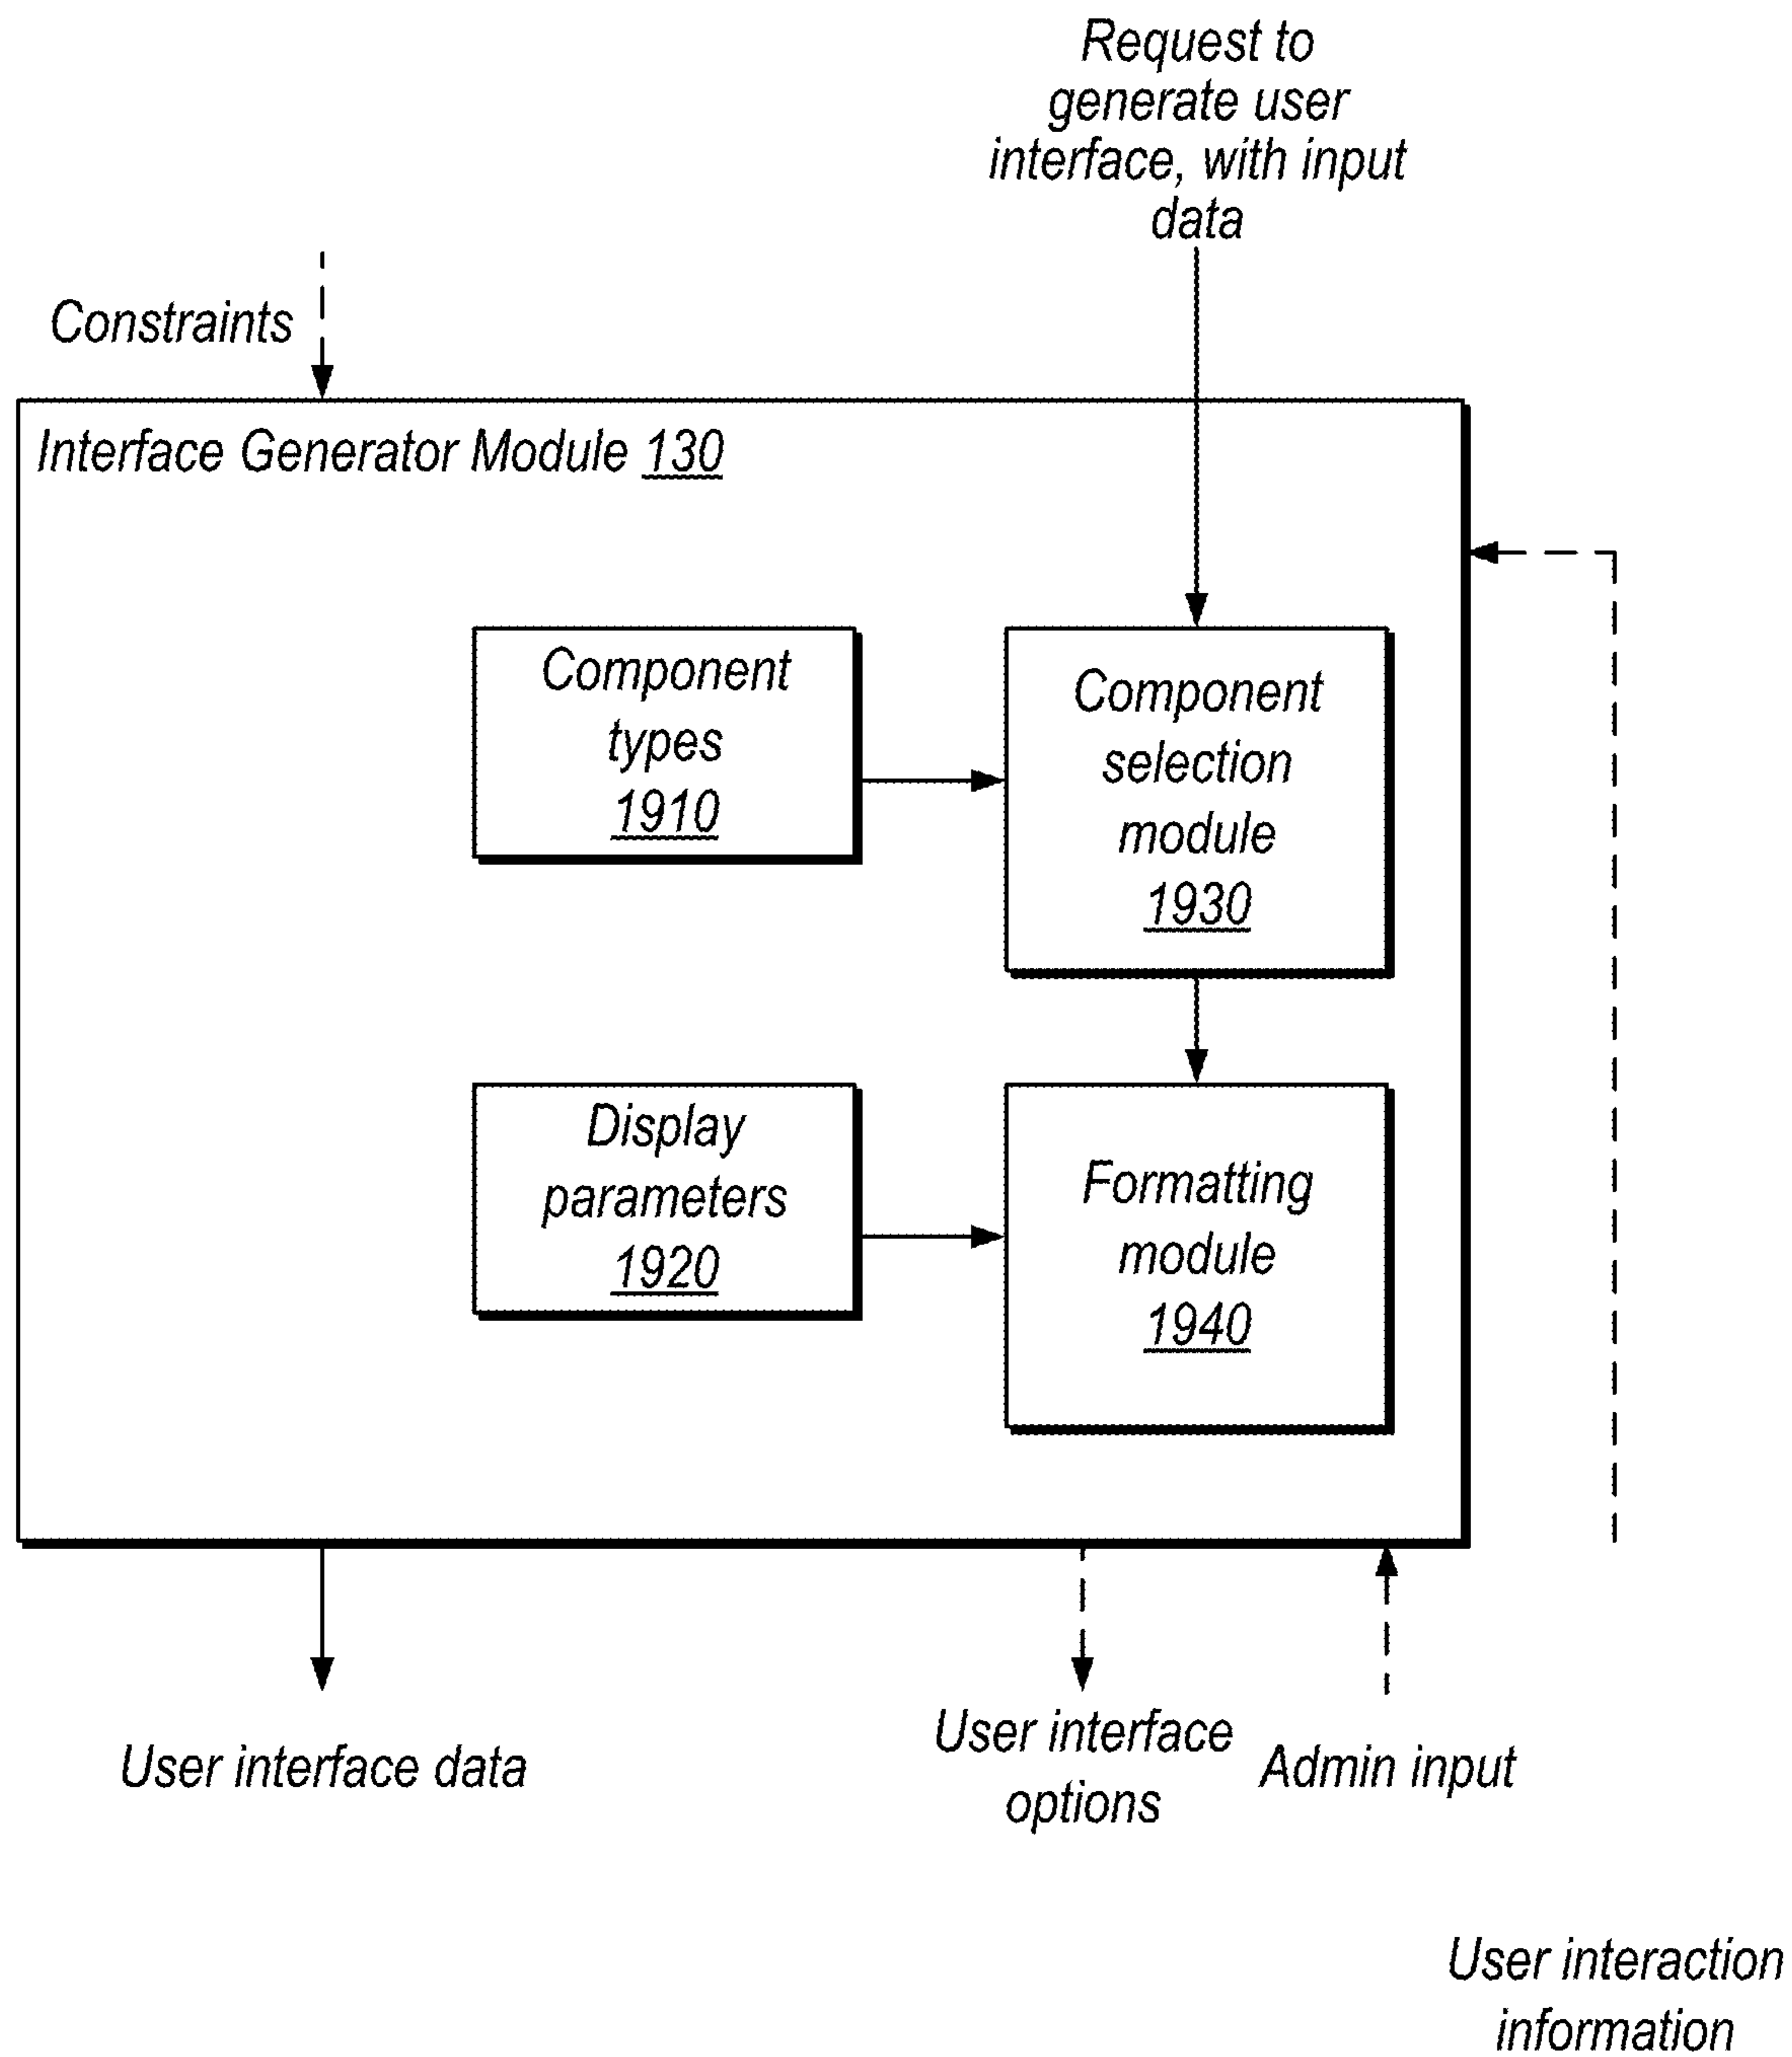 Request to
generate user
interface, with input
data
Constraints
Interface Generator Module 130
Component
types
1910
Component
selection
module
1930
Display
parameters
1920
Formatting
module
1940
User interface data
User interface
options
Admin input
User interaction
information